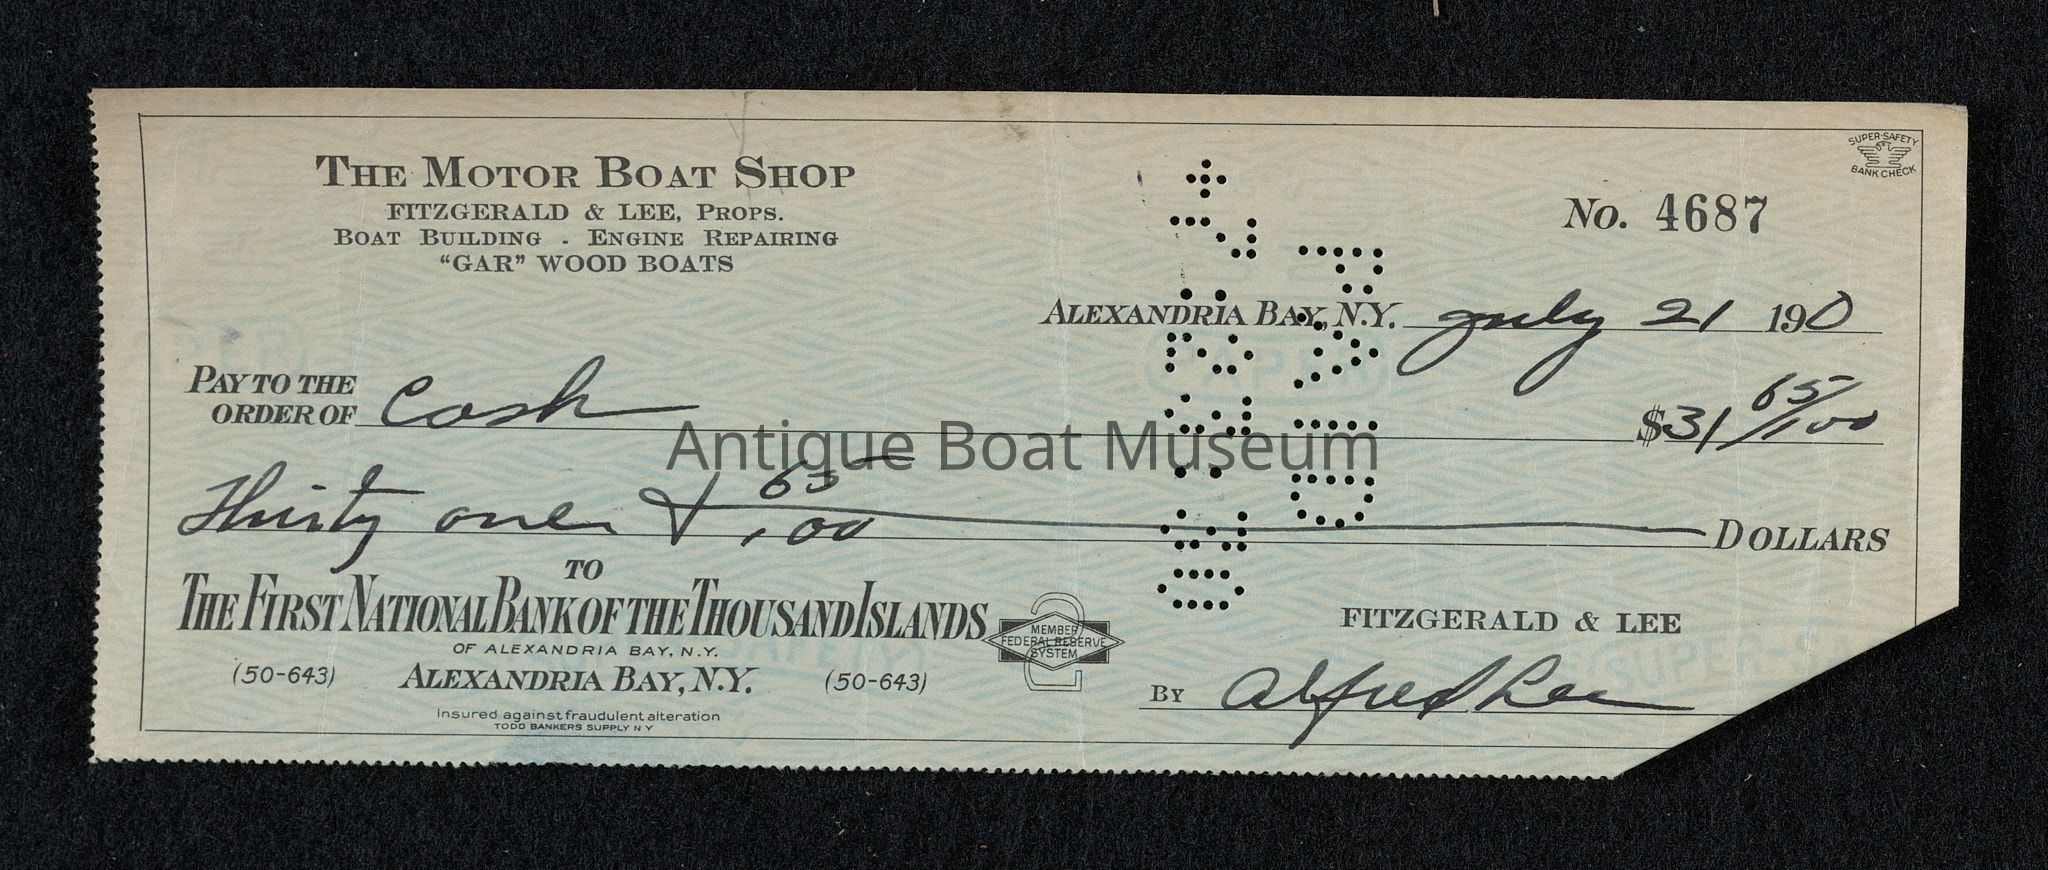 THE MOTOR BOAT SHOP
FITZGERALD & LEE, PROPS.
BOAT BUILDING - ENGINE REPAIRING
"GAR" WOOD BOATS
SUPER-SAFETY
BANK CHECK
No. 4687
ALEXANDRIA BAY, N.Y. July 21 190
PAY TO THE
ORDER OF Cash $31 65/100
Antique Boat Museum
Thirty one & 65/100 DOLLARS
TO
THE FIRST NATIONAL BANK OF THE THOUSAND ISLANDS
OF ALEXANDRIA BAY, N.Y.
(50-643) ALEXANDRIA BAY, N.Y. (50-643)
MEMBER
FEDERAL RESERVE
SYSTEM
2
FITZGERALD & LEE
BY Alfred Lee
Insured against fraudulent alteration
TODD BANKERS SUPPLY N Y